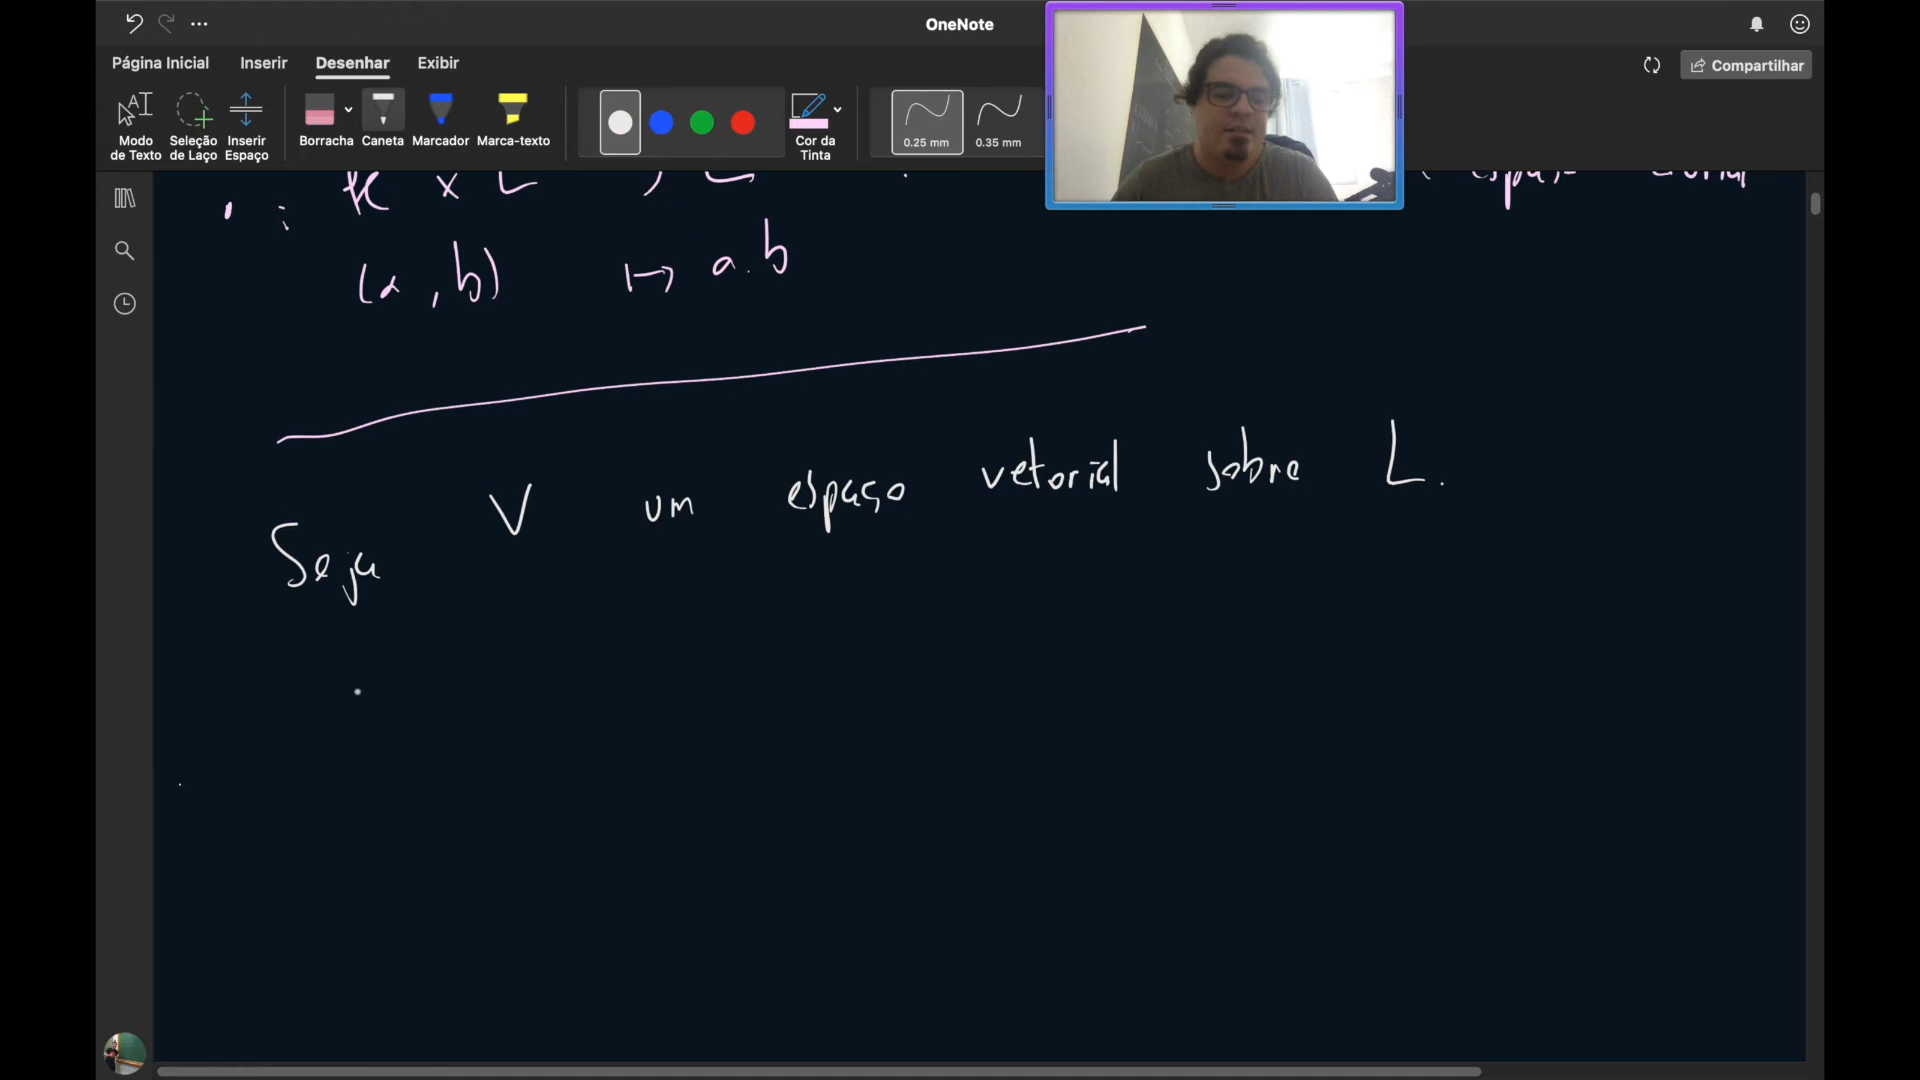 OneNote
Página Inicial Inserir Desenhar Exibir
Compartilhar
Modo de Texto Seleção de Laço Inserir Espaço Borracha Caneta Marcador Marca-texto Cor da Tinta 0.25 mm 0.35 mm
(a, b) ↦ a.b
Seja V um espaço vetorial sobre L.